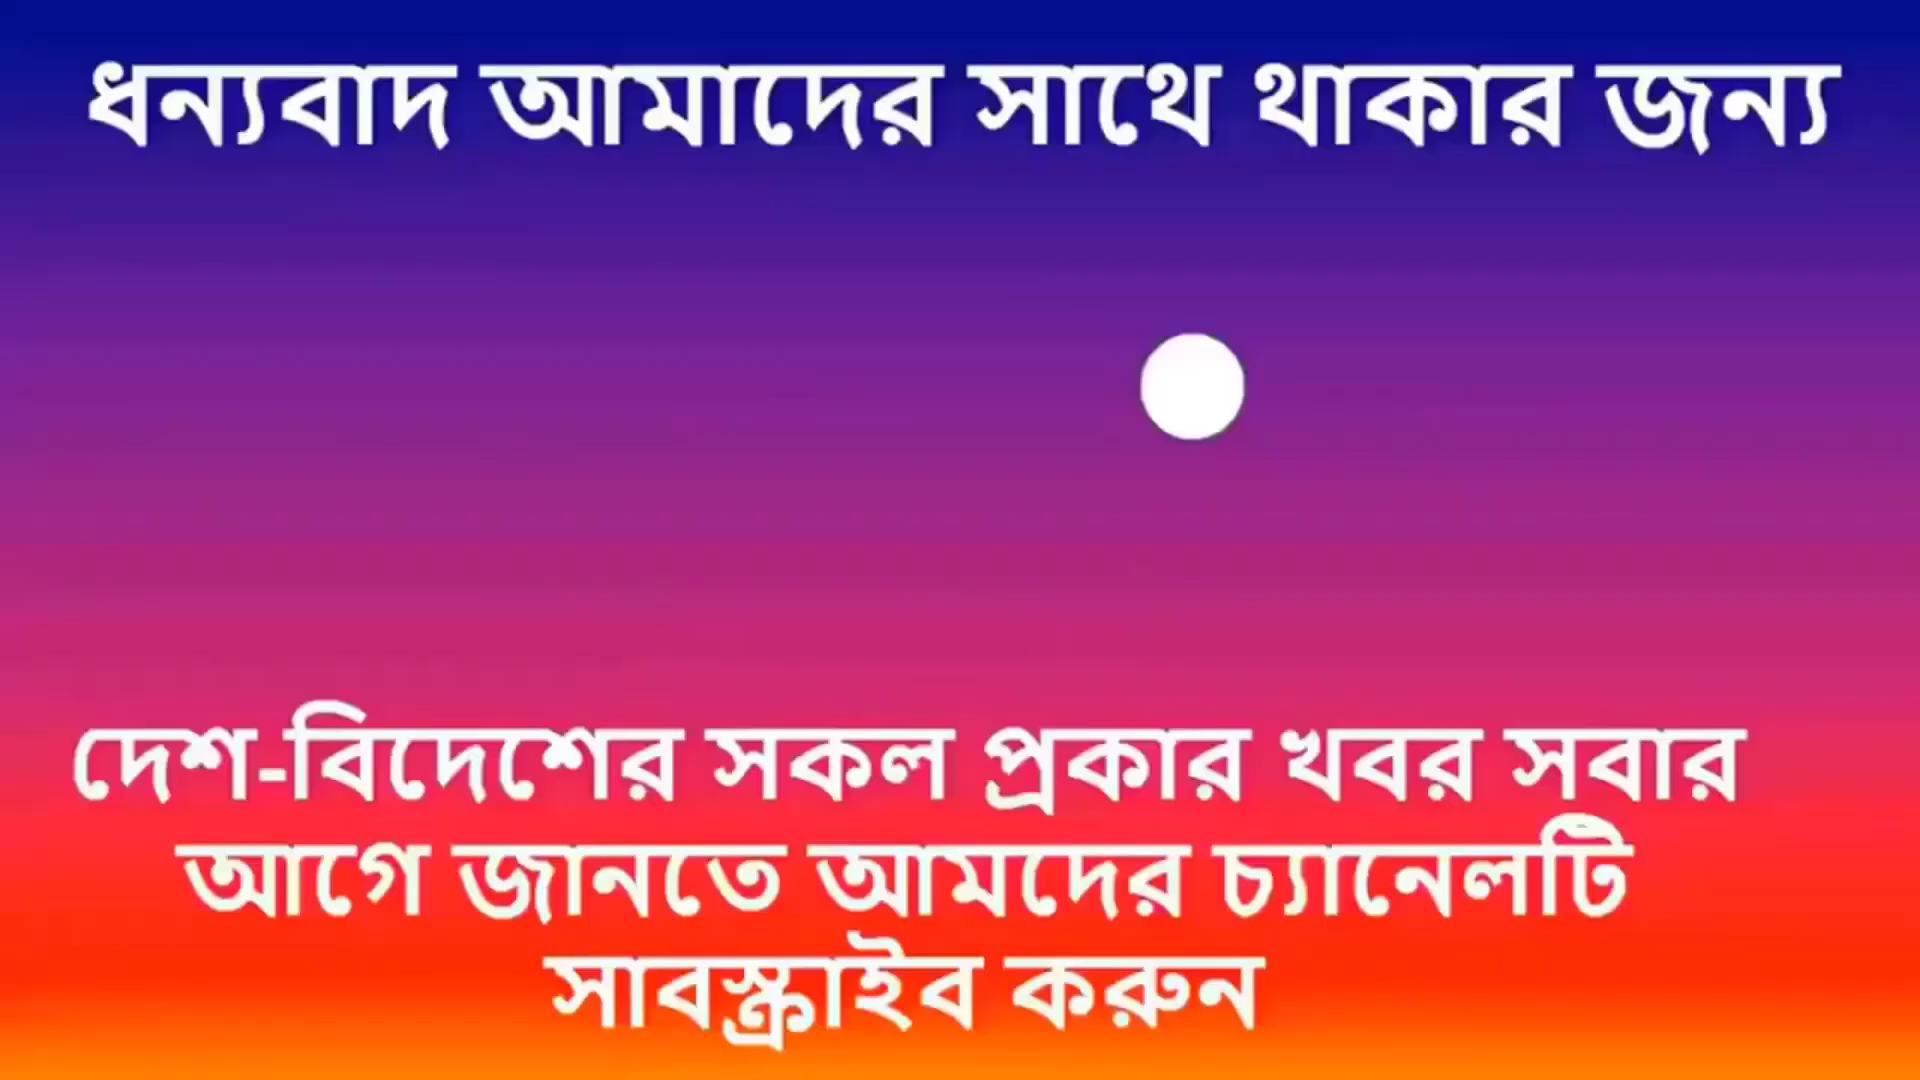 ধন্যবাদ আমাদের সাথে থাকার জন্য
দেশ-বিদেশের সকল প্রকার খবর সবার
আগে জানতে আমদের চ্যানেলটি
সাবস্ক্রাইব করুন